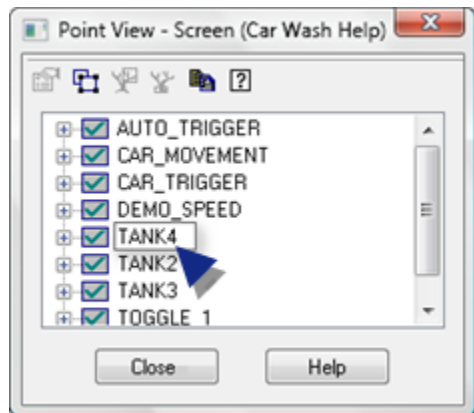 Point View - Screen (Car Wash Help)
?
AUTO_TRIGGER
CAR_MOVEMENT
CAR_TRIGGER
DEMO_SPEED
TANK4
TANK2
TANK3
TOGGLE_1
Close Help